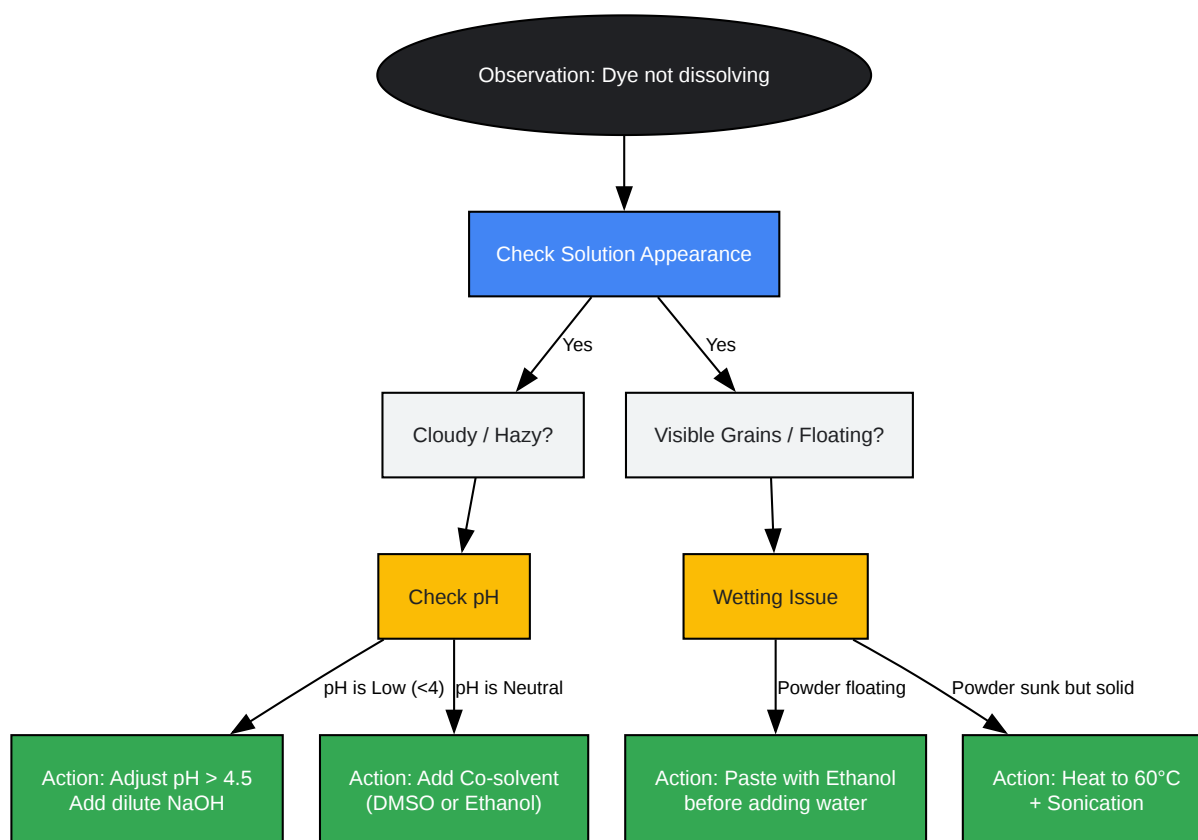 Observation: Dye not dissolving
Check Solution Appearance
Yes
Yes
Cloudy / Hazy?
Visible Grains / Floating?
Check pH
Wetting Issue
pH is Low (<4)
pH is Neutral
Powder floating
Powder sunk but solid
Action: Adjust pH > 4.5
Add dilute NaOH
Action: Add Co-solvent
(DMSO or Ethanol)
Action: Paste with Ethanol
before adding water
Action: Heat to 60°C
+ Sonication